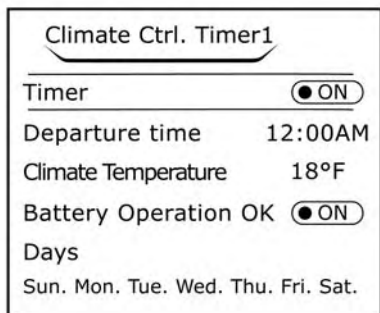 Climate Ctrl. Timer1
Timer ON
Departure time 12:00AM
Climate Temperature 18°F
Battery Operation OK ON
Days
Sun. Mon. Tue. Wed. Thu. Fri. Sat.